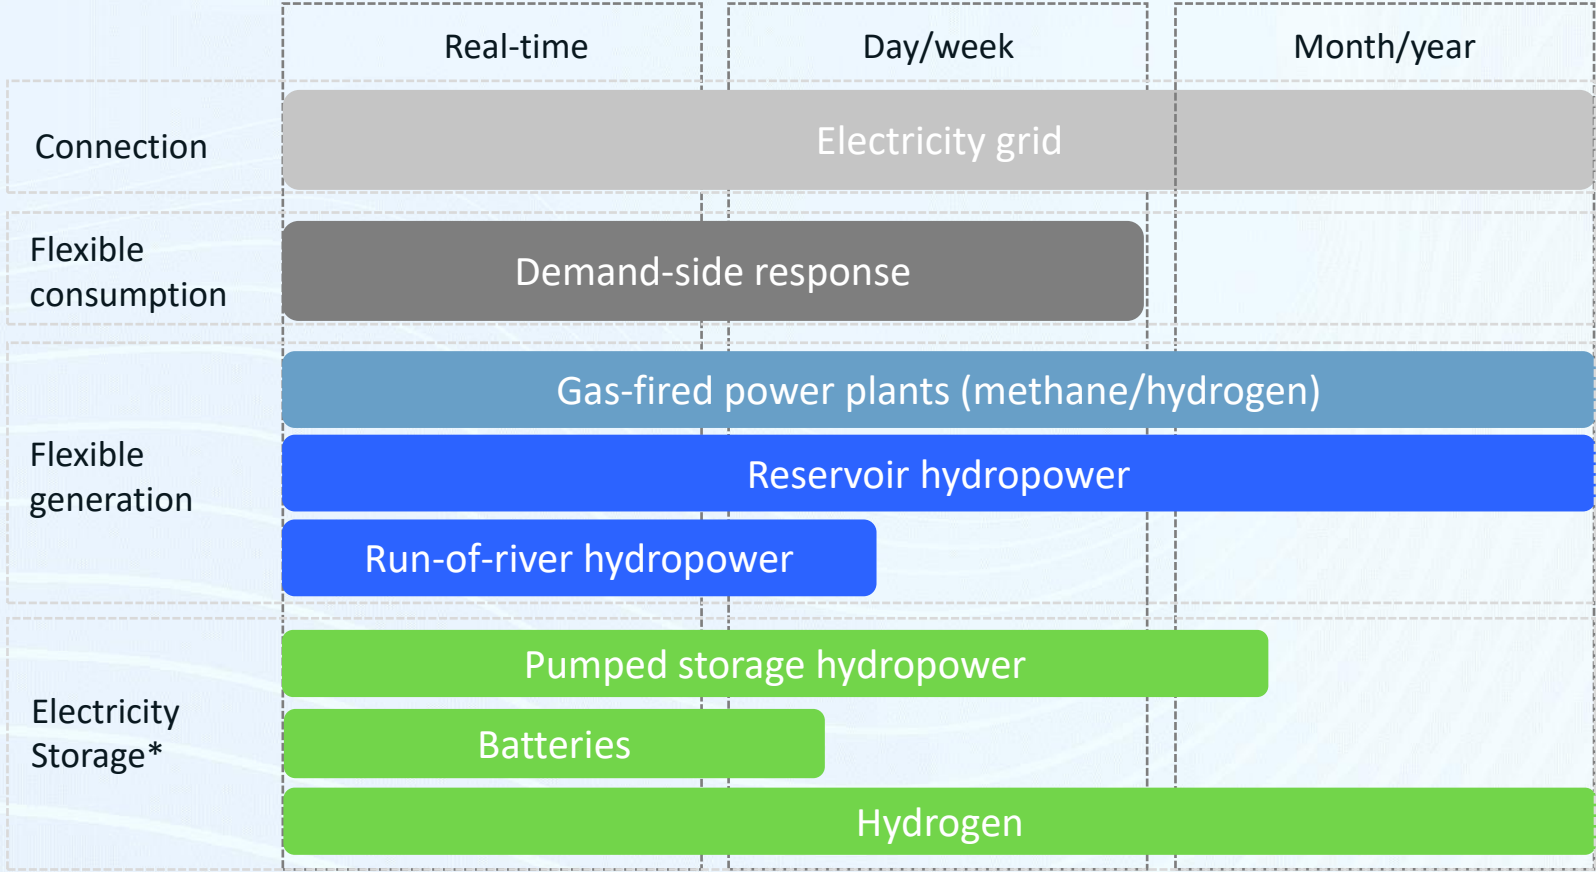 Real-time
Day/week
Month/year
Connection
Electricity grid
Flexible
consumption
Demand-side response
Flexible
generation
Gas-fired power plants (methane/hydrogen)
Reservoir hydropower
Run-of-river hydropower
Electricity
Storage*
Pumped storage hydropower
Batteries
Hydrogen